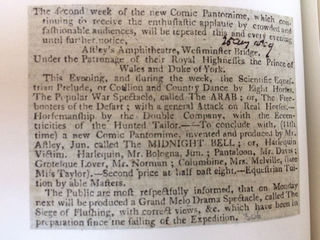 The second week of the new Comic Pantomime, which con-
tinuing to receive the enthusiastic applause by crowded and
fashionable audiences, will be repeated this and every evening
until further notice,
Astley's Amphitheatre, Westminster Bridge.
Under the Patronage of their Royal Highnesses the Prince of
Wales and Duke of York.
This Evening, and during the week, the Scientific Eques-
trian Prelude, or Cotilion and Country Dance by Eight Horses.
The Popular War Spectacle, called The ARAB; or, The Free-
booters of the Desart; with a general Attack on Real Horses.—
Horsemanship by the Double Company, with the Eccen-
tricities of the Hunted Tailor.—To conclude with,
time) a new Comic Pantomime, invented and produced by Mr.
Astley, Jun. called The MIDNIGHT BELL; or, Harlequin
Victim. Harlequin, Mr. Bologna, Jun.; Pantaloon, Mr. Davis;
Grotesque Lover, Mr. Norman; Columbine, Mrs. Melville, (late
Miss Taylor).—Second price at half past eight.—Equestrian Tui-
tion by able Masters.
The Public are most respectfully informed, that on Monday
next will be produced a Grand Melo Drama Spectacle, called The
Siege of Flushing, with correct views, &c. which have been in
preparation since the sailing of the Expedition.